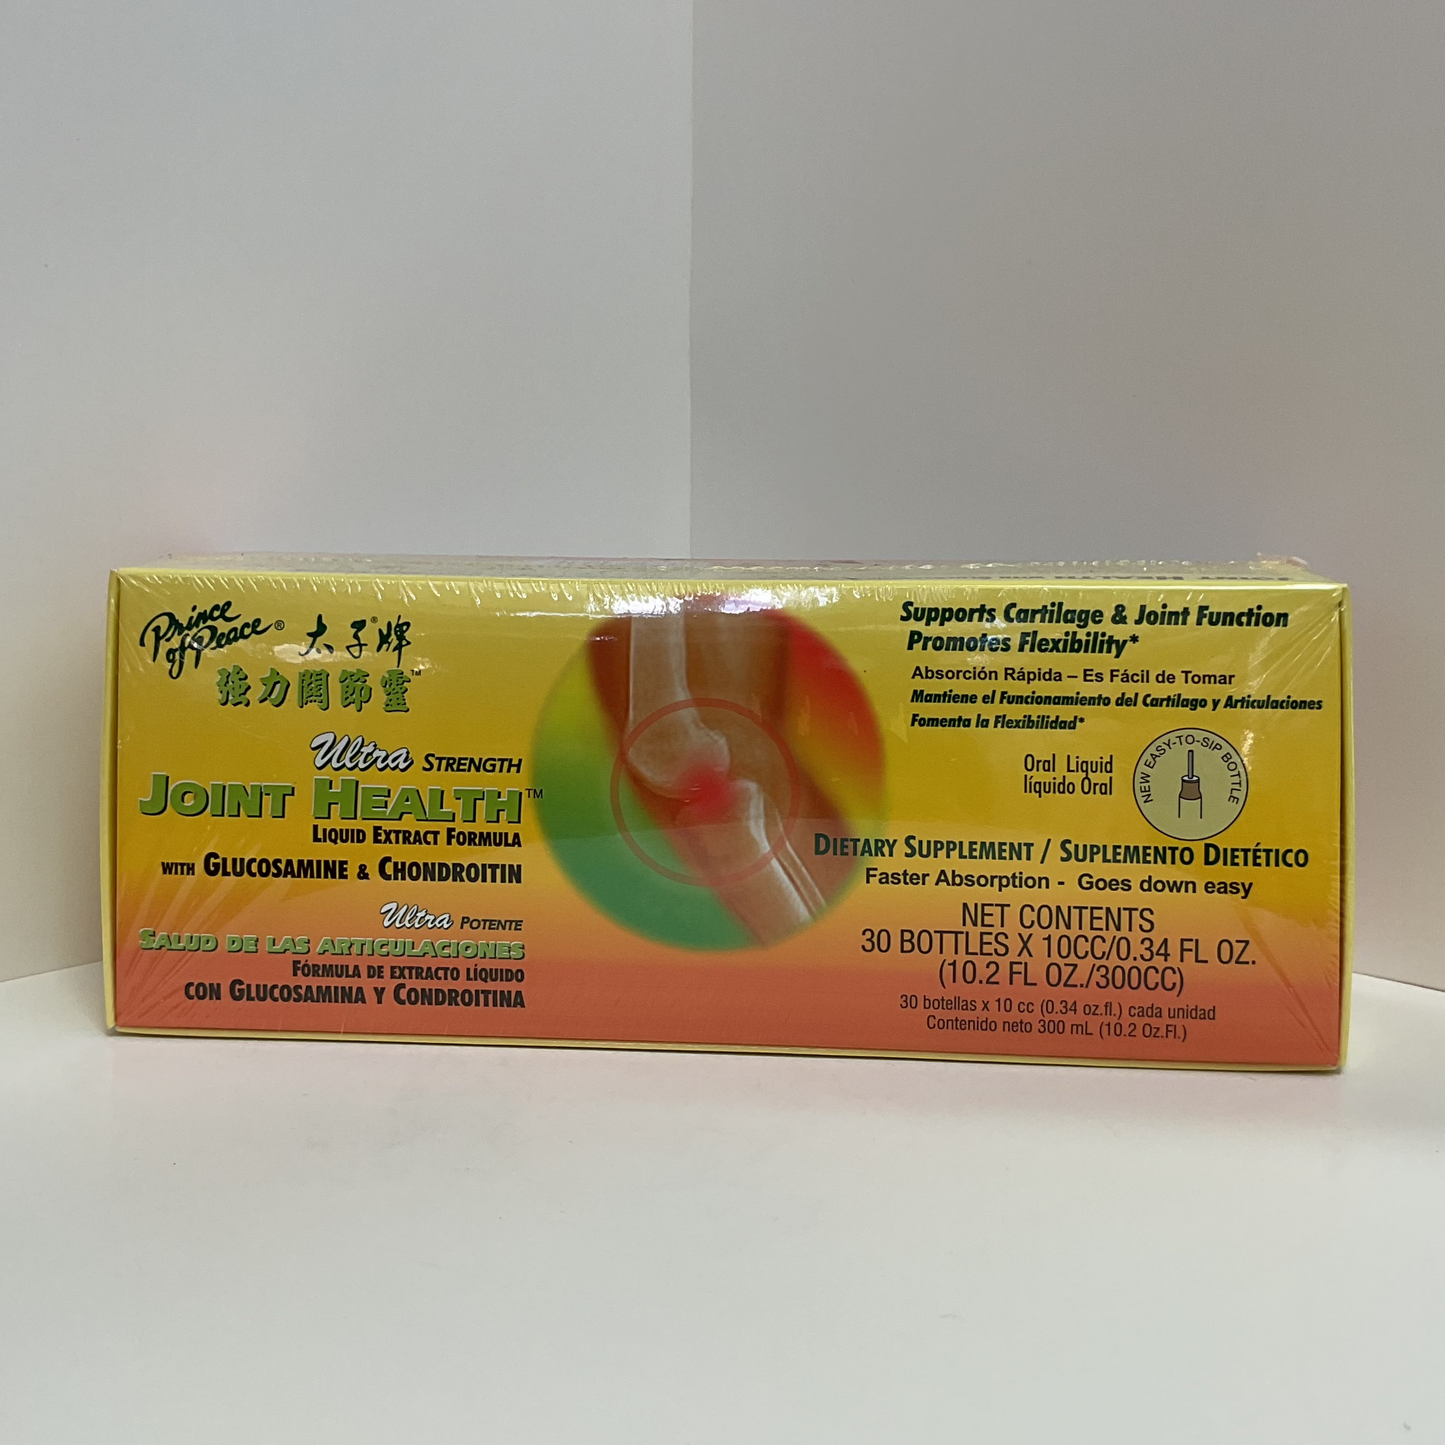 Prince
of Peace®
太子®牌
強力關節靈™
Ultra STRENGTH
JOINT HEALTH™
LIQUID EXTRACT FORMULA
WITH GLUCOSAMINE & CHONDROITIN
Ultra POTENTE
SALUD DE LAS ARTICULACIONES
FÓRMULA DE EXTRACTO LÍQUIDO
CON GLUCOSAMINA Y CONDROITINA
Supports Cartilage & Joint Function
Promotes Flexibility*
Absorción Rápida – Es Fácil de Tomar
Mantiene el Funcionamiento del Cartílago y Articulaciones
Fomenta la Flexibilidad*
Oral Liquid
líquido Oral
NEW EASY-TO-SIP BOTTLE
DIETARY SUPPLEMENT / SUPLEMENTO DIETÉTICO
Faster Absorption - Goes down easy
NET CONTENTS
30 BOTTLES X 10CC/0.34 FL OZ.
(10.2 FL OZ./300CC)
30 botellas x 10 cc (0.34 oz.fl.) cada unidad
Contenido neto 300 mL (10.2 Oz.Fl.)